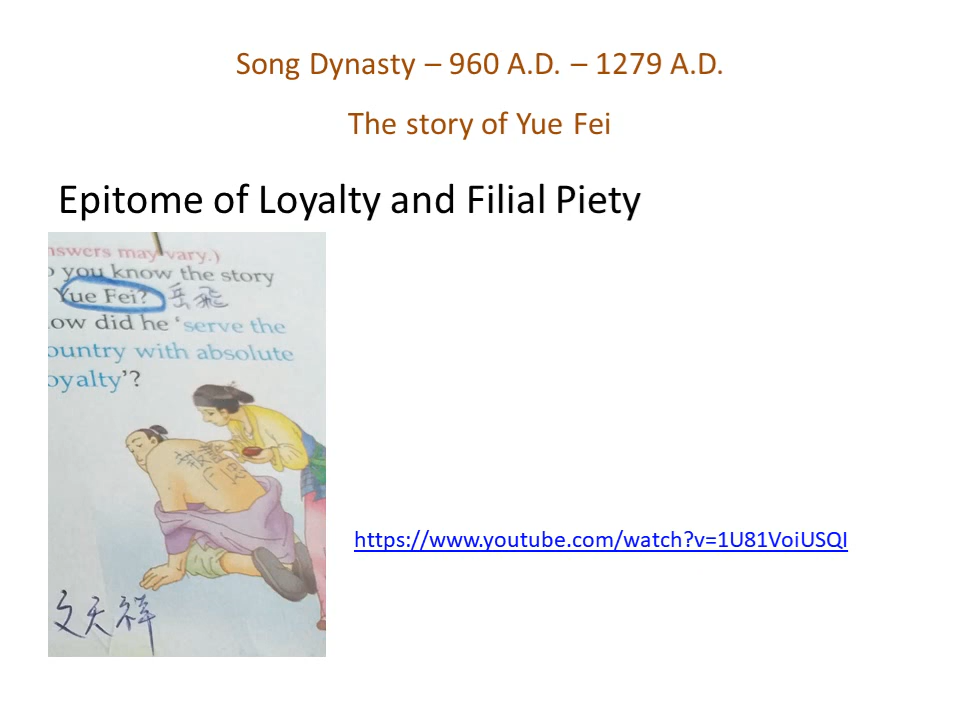 Song Dynasty – 960 A.D. – 1279 A.D.
The story of Yue Fei
Epitome of Loyalty and Filial Piety
nswers may vary.)
o you know the story
Yue Fei? 岳飛
ow did he ‘serve the
ountry with absolute
oyalty’?
https://www.youtube.com/watch?v=1U81VoiUSQI
文天祥